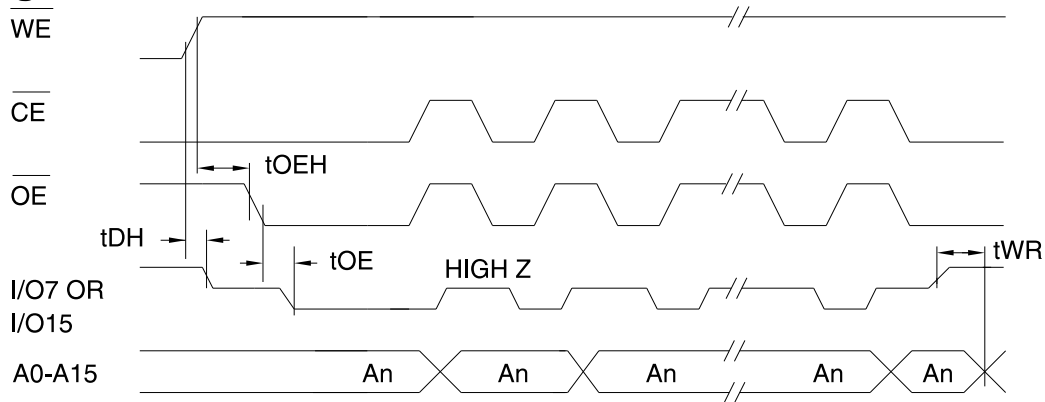 WE
CE
tOEH
OE
tDH
tOE
HIGH Z
tWR
I/O7 OR
I/O15
A0-A15
An
An
An
An
An